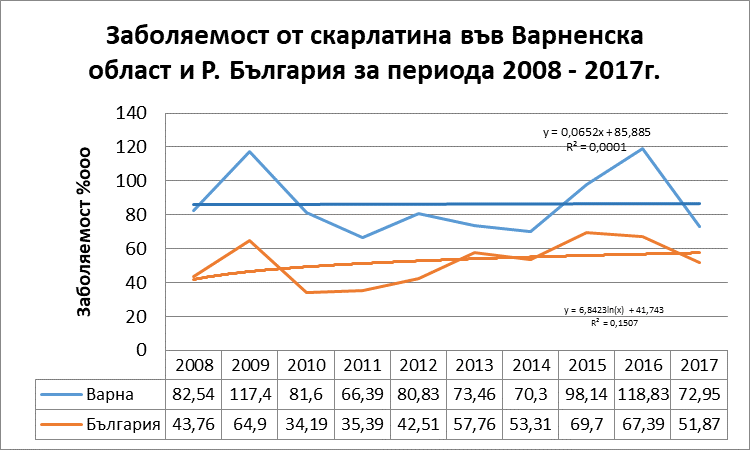 Заболяемост от скарлатина във Варненска
област и Р. България за периода 2008 - 2017г.
Заболяемост %ооо
140
120
100
80
60
40
20
0
y = 0,0652x + 85,885
R² = 0,0001
y = 6,8423ln(x) + 41,743
R² = 0,1507
2008 2009 2010 2011 2012 2013 2014 2015 2016 2017
Варна 82,54 117,4 81,6 66,39 80,83 73,46 70,3 98,14 118,83 72,95
България 43,76 64,9 34,19 35,39 42,51 57,76 53,31 69,7 67,39 51,87